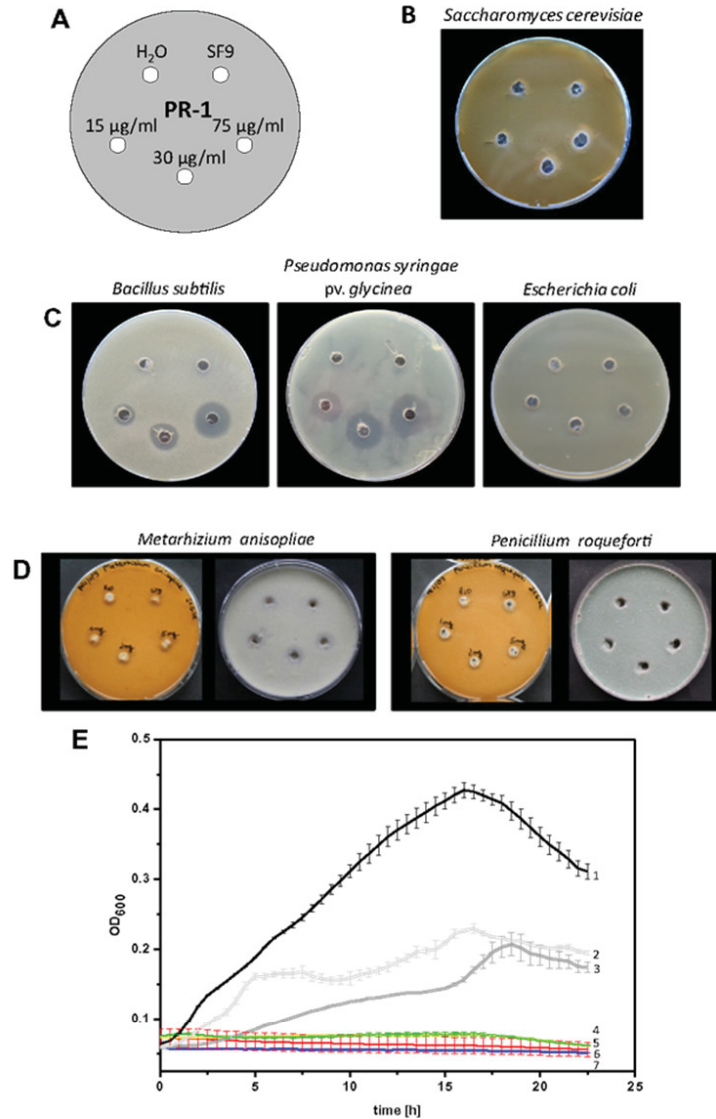 A
H₂O SF9
PR-1
15 µg/ml 75 µg/ml
30 µg/ml
B
Saccharomyces cerevisiae
C
Bacillus subtilis
Pseudomonas syringae
pv. glycinea
Escherichia coli
D
Metarhizium anisopliae
Penicillium roqueforti
E
0.5
0.4
0.3
0.2
0.1
OD₆₀₀
0 5 10 15 20 25
time [h]
1
2
3
4
5
6
7